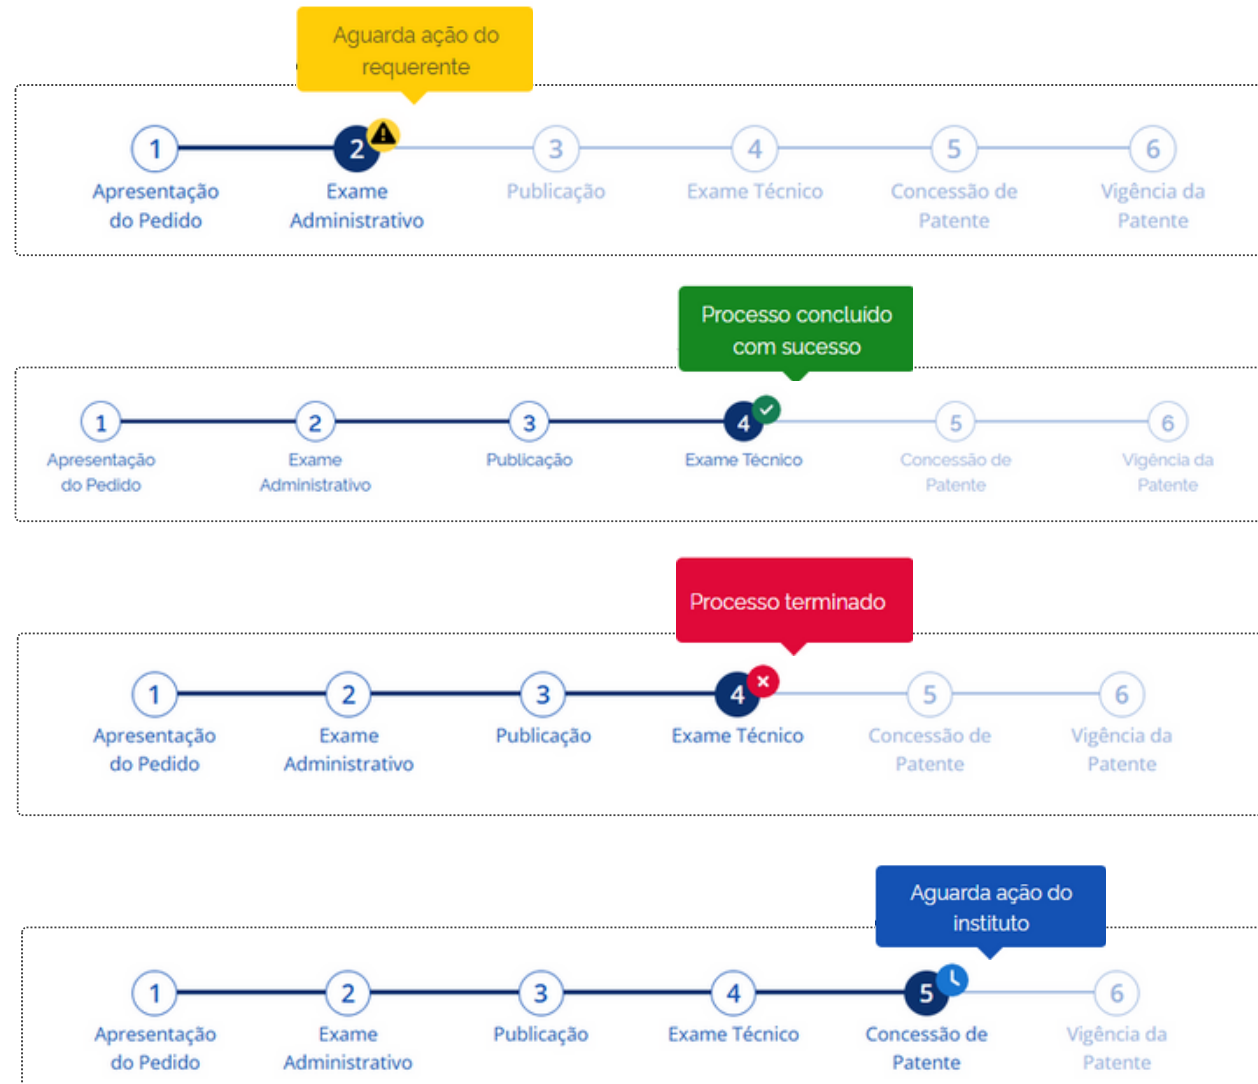 Aguarda ação do
requerente
1 2 3 4 5 6
Apresentação Exame Publicação Exame Técnico Concessão de Vigência da
do Pedido Administrativo Patente Patente
Processo concluído
com sucesso
1 2 3 4 5 6
Apresentação Exame Publicação Exame Técnico Concessão de Vigência da
do Pedido Administrativo Patente Patente
Processo terminado
1 2 3 4 5 6
Apresentação Exame Publicação Exame Técnico Concessão de Vigência da
do Pedido Administrativo Patente Patente
Aguarda ação do
instituto
1 2 3 4 5 6
Apresentação Exame Publicação Exame Técnico Concessão de Vigência da
do Pedido Administrativo Patente Patente